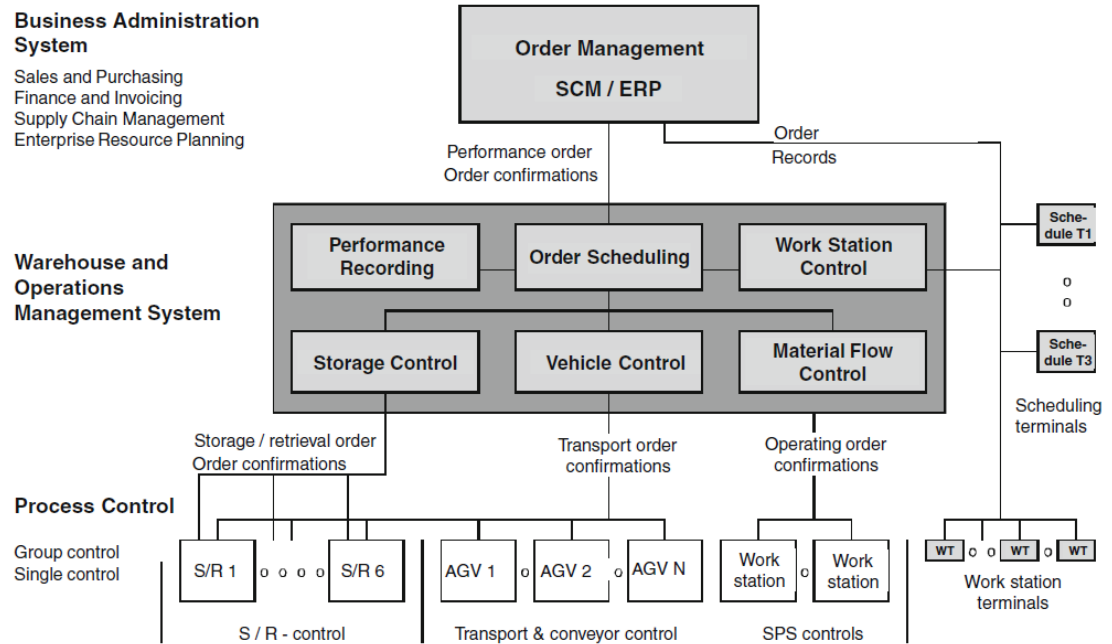 Business Administration
System
Sales and Purchasing
Finance and Invoicing
Supply Chain Management
Enterprise Resource Planning
Order Management
SCM / ERP
Performance order
Order confirmations
Order
Records
Warehouse and
Operations
Management System
Performance
Recording
Order Scheduling
Work Station
Control
Storage Control
Vehicle Control
Material Flow
Control
Sche-
dule T1
o
o
Sche-
dule T3
Scheduling
terminals
Storage / retrieval order
Order confirmations
Transport order
confirmations
Operating order
confirmations
Process Control
Group control
Single control
S/R 1 o o o o S/R 6
AGV 1 o AGV 2 o AGV N
Work
station
o
Work
station
WT o o WT o WT
Work station
terminals
S / R - control
Transport & conveyor control
SPS controls